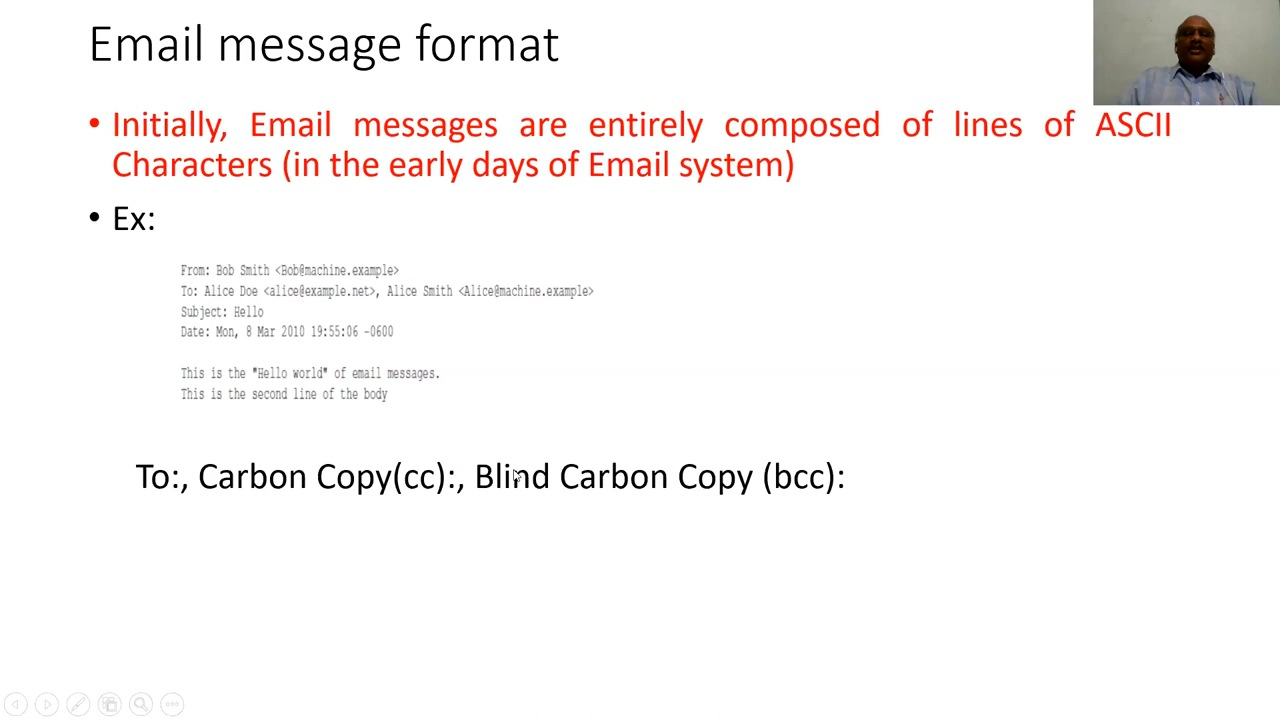 Email message format
• Initially, Email messages are entirely composed of lines of ASCII
Characters (in the early days of Email system)
• Ex:
From: Bob Smith <Bob@machine.example>
To: Alice Doe <alice@example.net>, Alice Smith <Alice@machine.example>
Subject: Hello
Date: Mon, 8 Mar 2010 19:55:06 -0600
This is the "Hello world" of email messages.
This is the second line of the body
To:, Carbon Copy(cc):, Blind Carbon Copy (bcc):